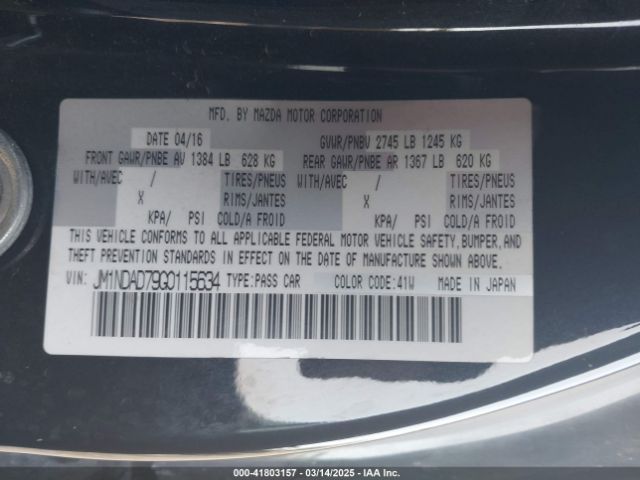 MFD. BY MAZDA MOTOR CORPORATION
DATE 04/16 GVWR/PNBV 2745 LB 1245 KG
FRONT GAWR/PNBE AV 1384 LB 628 KG REAR GAWR/PNBE AR 1367 LB 620 KG
WITH/AVEC / TIRES/PNEUS WITH/AVEC / TIRES/PNEUS
X RIMS/JANTES X RIMS/JANTES
KPA/ PSI COLD/A FROID KPA/ PSI COLD/A FROID
THIS VEHICLE CONFORMS TO ALL APPLICABLE FEDERAL MOTOR VEHICLE SAFETY,BUMPER,AND
THEFT PREVENTION STANDARDS IN EFFECT ON THE DATE OF MANUFACTURE SHOWN ABOVE.
VIN: JM1NDAD79G0115634 TYPE:PASS CAR COLOR CODE:41W MADE IN JAPAN
000-41803157 - 03/14/2025 - IAA Inc.